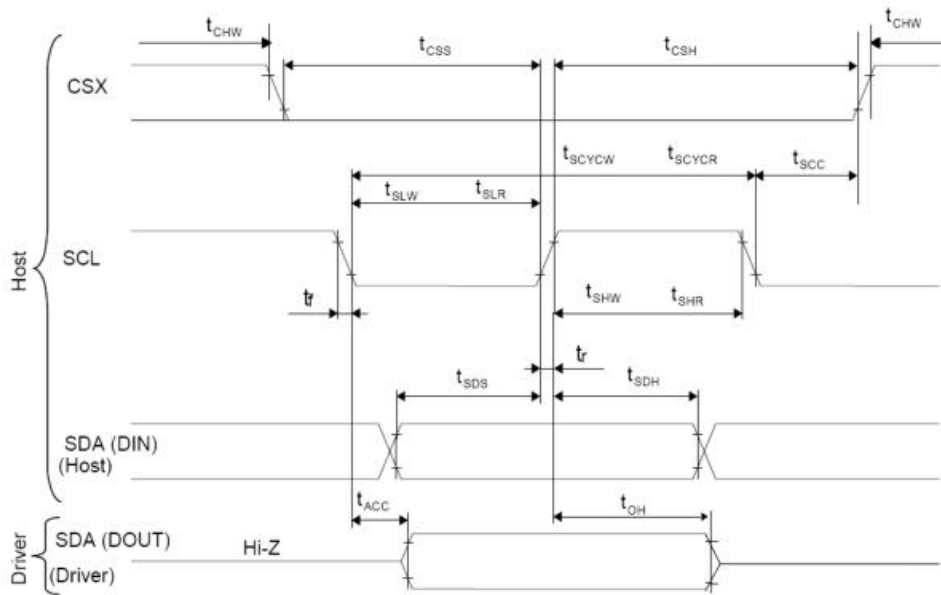 tCHW
tCSS
tCSH
tCHW
CSX
tSCYCW
tSCYCR
tSCC
tSLW
tSLR
Host
SCL
tSHW
tSHR
tf
tr
tSDS
tSDH
SDA (DIN)
(Host)
tACC
tOH
Driver
SDA (DOUT)
Hi-Z
(Driver)